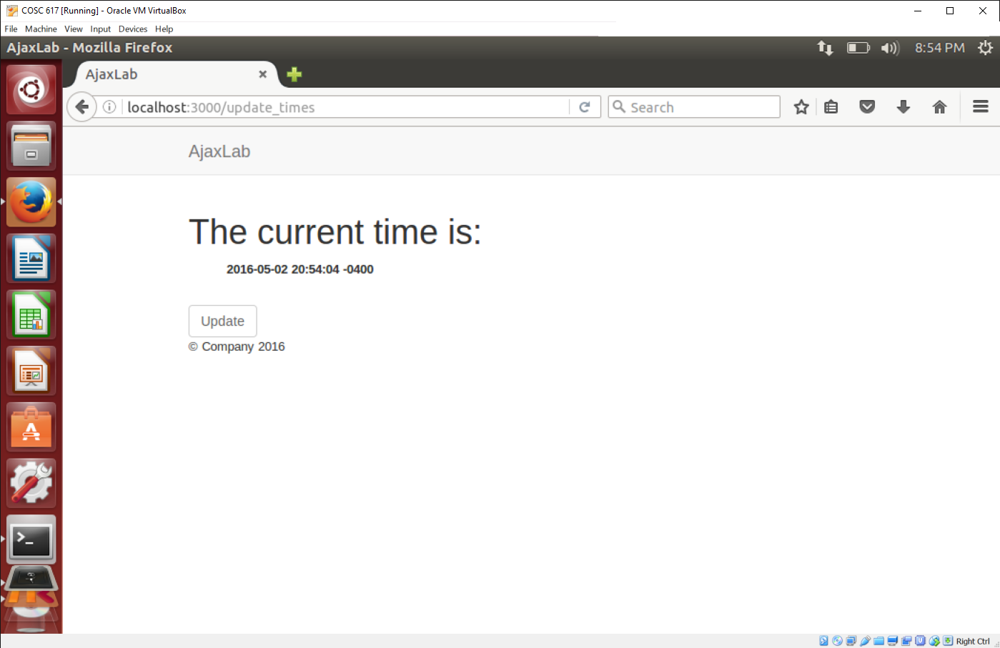 COSC 617 [Running] - Oracle VM VirtualBox
File Machine View Input Devices Help
AjaxLab - Mozilla Firefox
8:54 PM
AjaxLab
localhost:3000/update_times
Search
AjaxLab
The current time is:
2016-05-02 20:54:04 -0400
Update
© Company 2016
Right Ctrl